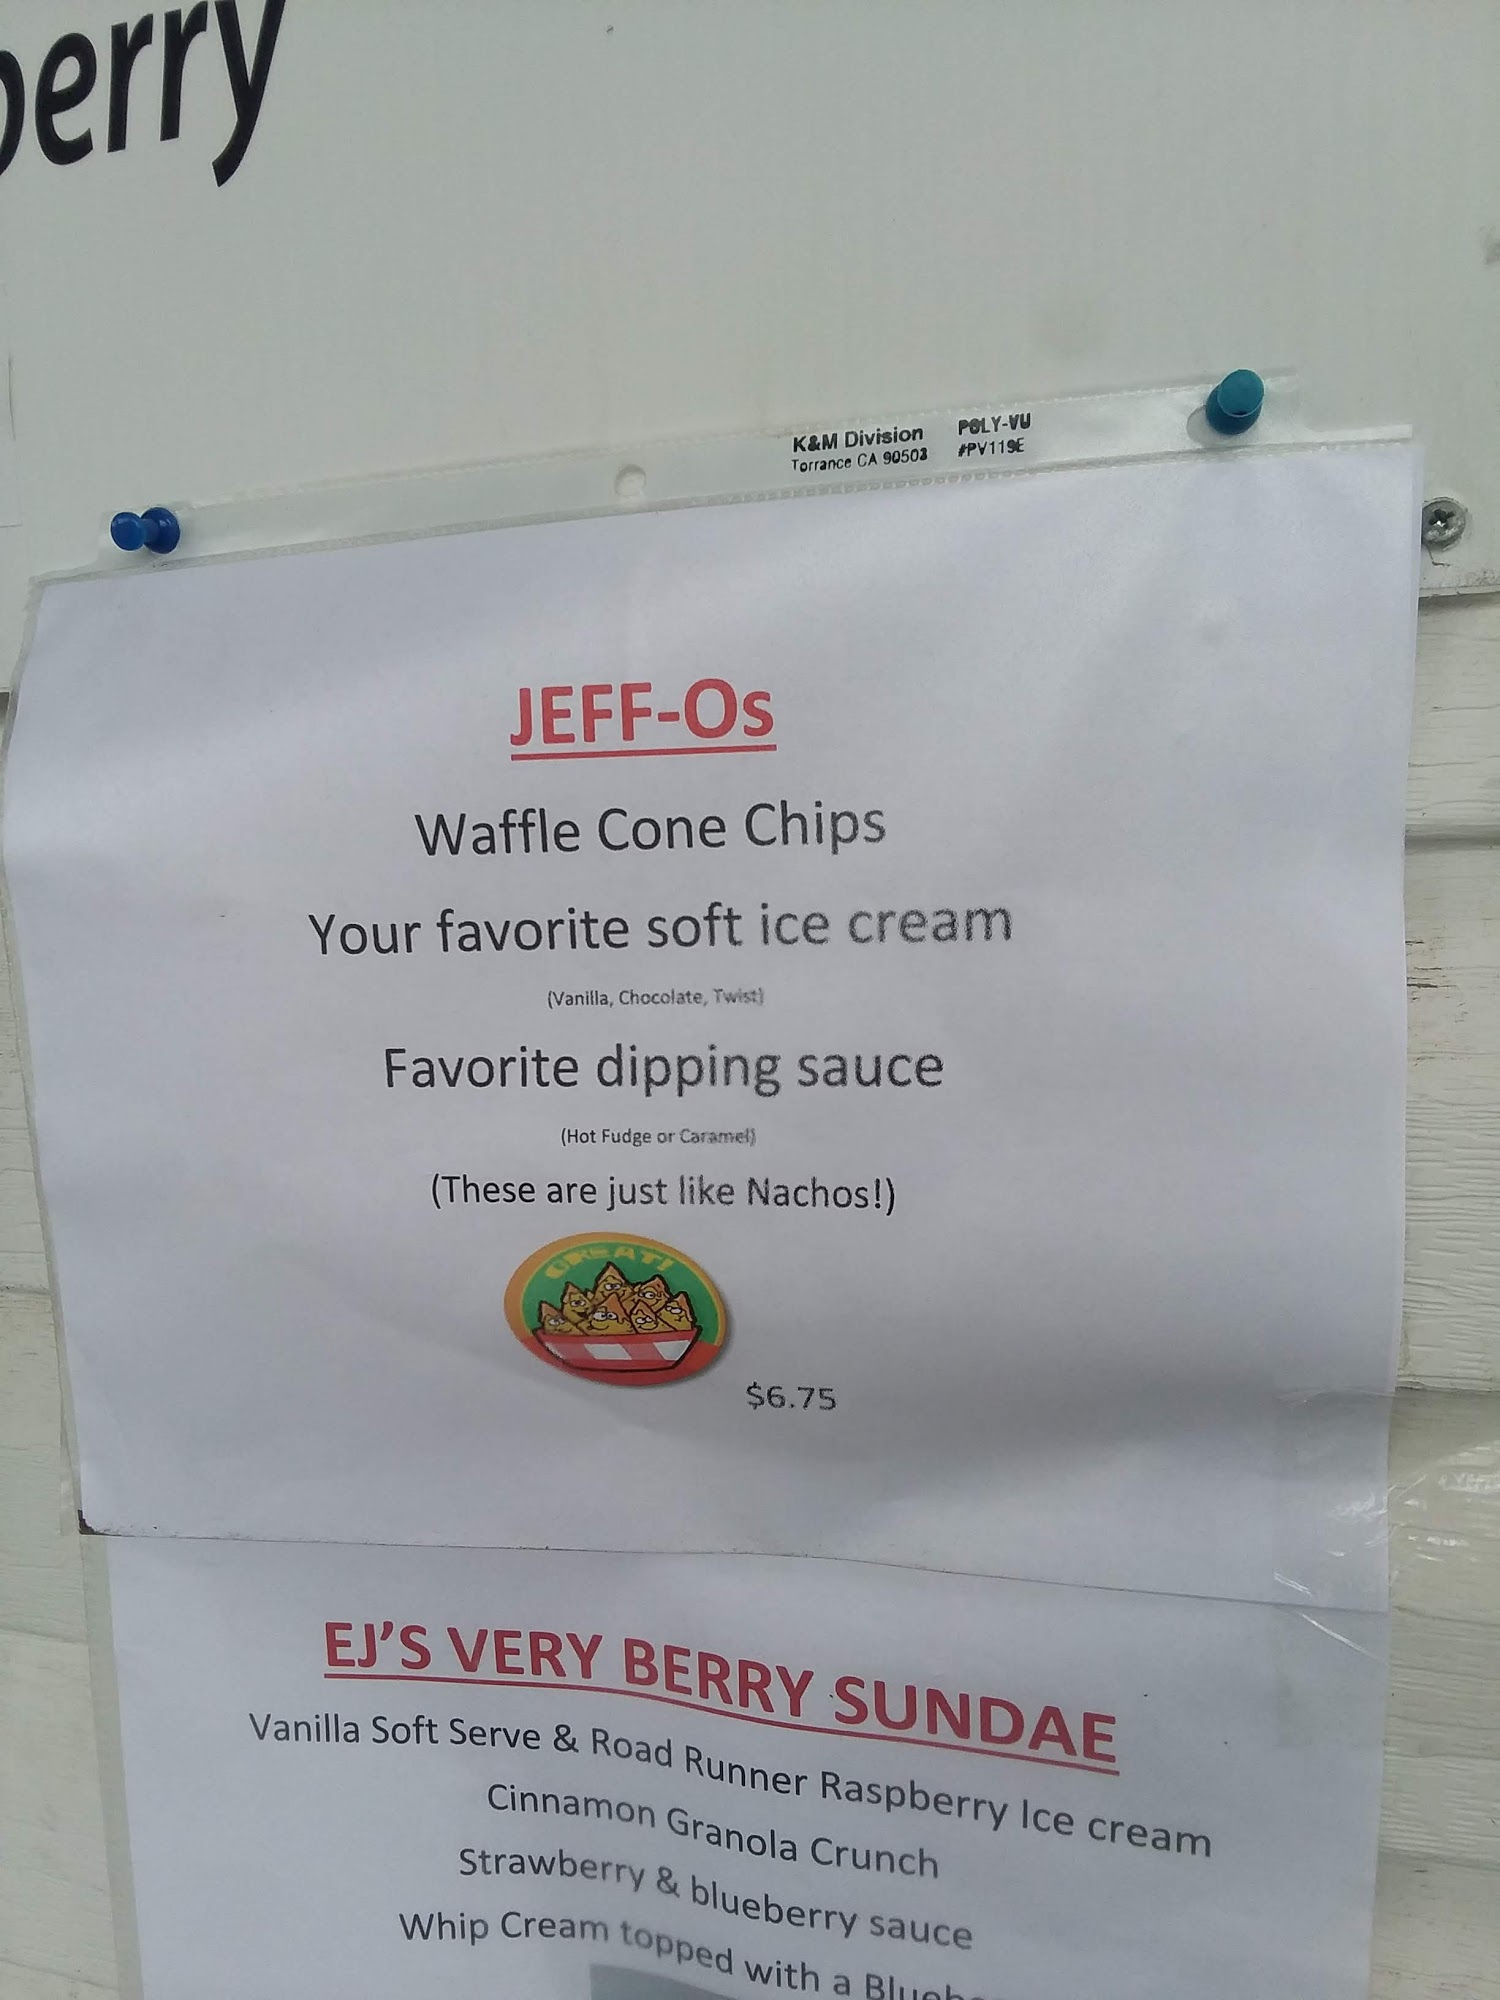 berry
K&M Division POLY-VU
Torrance CA 90503 #PV119E
JEFF-Os
Waffle Cone Chips
Your favorite soft ice cream
(Vanilla, Chocolate, Twist)
Favorite dipping sauce
(Hot Fudge or Caramel)
(These are just like Nachos!)
GREAT!
$6.75
EJ'S VERY BERRY SUNDAE
Vanilla Soft Serve & Road Runner Raspberry Ice cream
Cinnamon Granola Crunch
Strawberry & blueberry sauce
Whip Cream topped with a